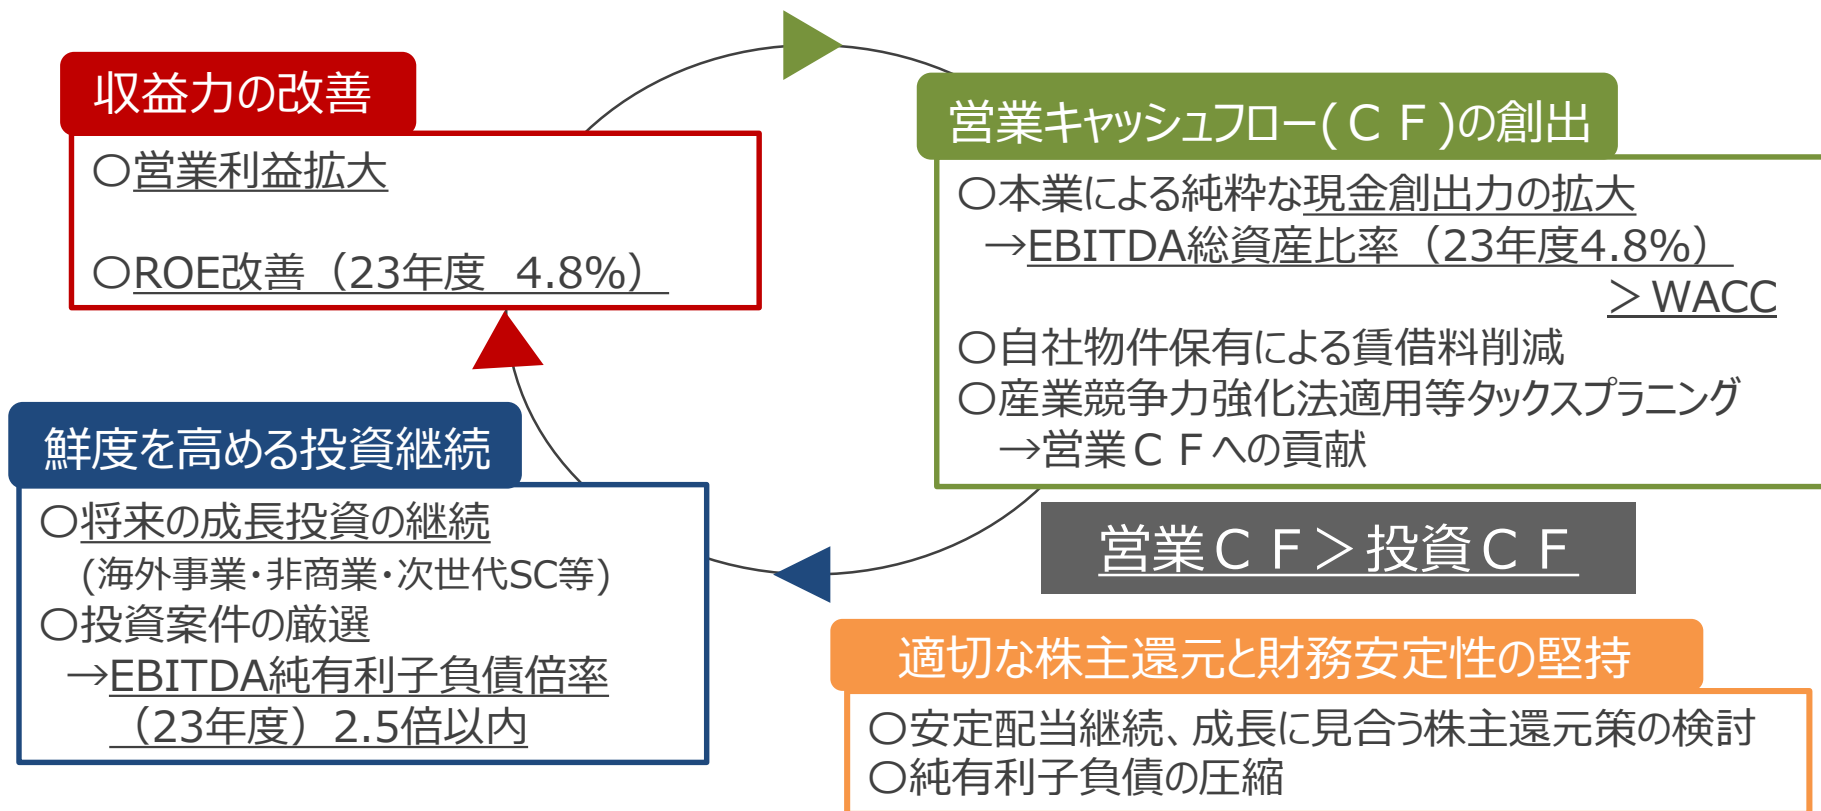 収益力の改善
○営業利益拡大
○ROE改善（23年度　4.8%）
営業キャッシュフロー(ＣＦ)の創出
○本業による純粋な現金創出力の拡大
→EBITDA総資産比率（23年度4.8%）
＞WACC
○自社物件保有による賃借料削減
○産業競争力強化法適用等タックスプラニング
→営業ＣＦへの貢献
鮮度を高める投資継続
○将来の成長投資の継続
(海外事業・非商業・次世代SC等)
○投資案件の厳選
→EBITDA純有利子負債倍率
（23年度）2.5倍以内
営業ＣＦ＞投資ＣＦ
適切な株主還元と財務安定性の堅持
○安定配当継続、成長に見合う株主還元策の検討
○純有利子負債の圧縮